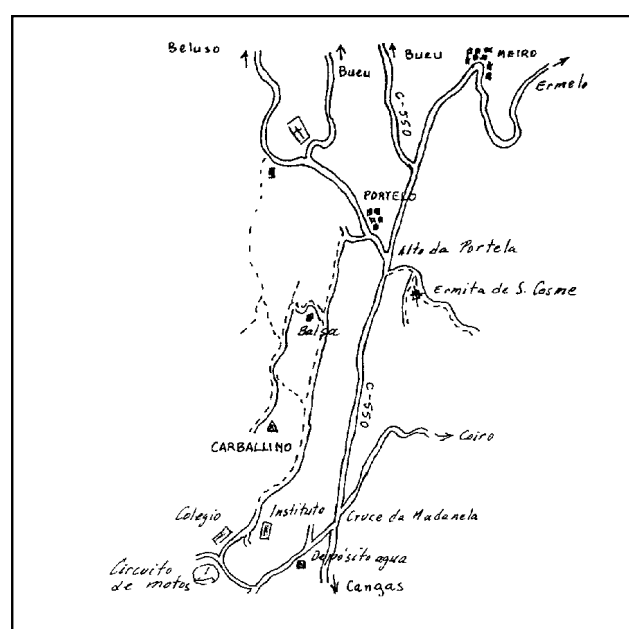 Beluso
Bueu
Bueu
MEIRO
Ermelo
C-550
PORTELO
Alto da Portela
Ermita de S. Cosme
Balsa
C-550
CARBALLINO
Coiro
Colegio
Instituto
Cruce da Madanela
Circuito
de motos
Depósito agua
Cangas